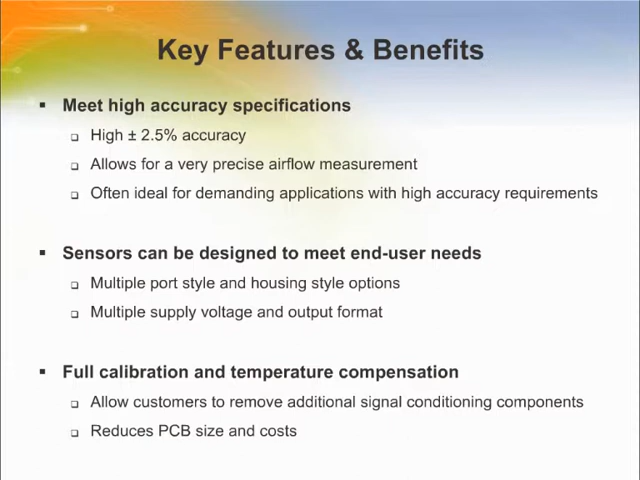 Key Features & Benefits
▪ Meet high accuracy specifications
❑ High ± 2.5% accuracy
❑ Allows for a very precise airflow measurement
❑ Often ideal for demanding applications with high accuracy requirements
▪ Sensors can be designed to meet end-user needs
❑ Multiple port style and housing style options
❑ Multiple supply voltage and output format
▪ Full calibration and temperature compensation
❑ Allow customers to remove additional signal conditioning components
❑ Reduces PCB size and costs